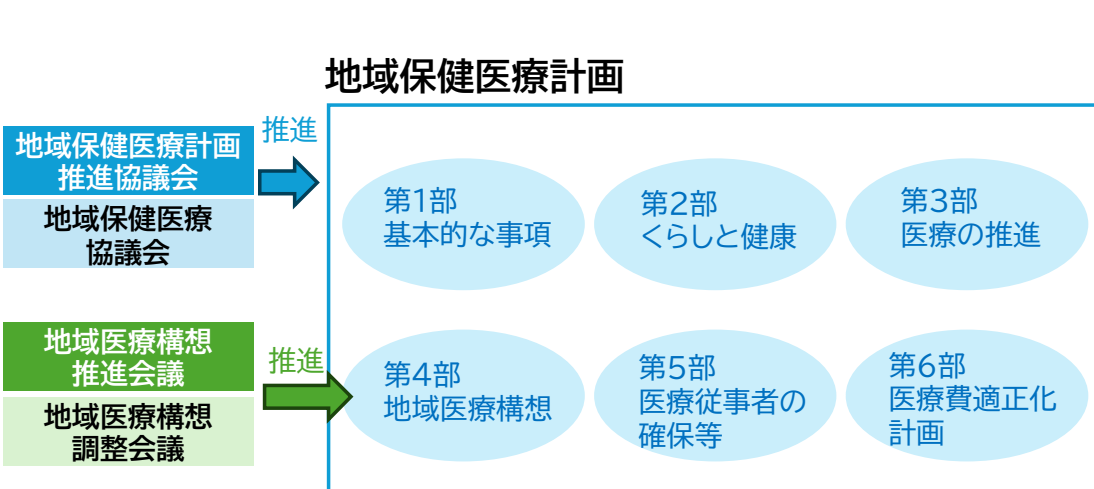 地域保健医療計画
地域保健医療計画
推進協議会
地域保健医療
協議会
推進
第1部
基本的な事項
第2部
くらしと健康
第3部
医療の推進
地域医療構想
推進会議
地域医療構想
調整会議
推進
第4部
地域医療構想
第5部
医療従事者の
確保等
第6部
医療費適正化
計画